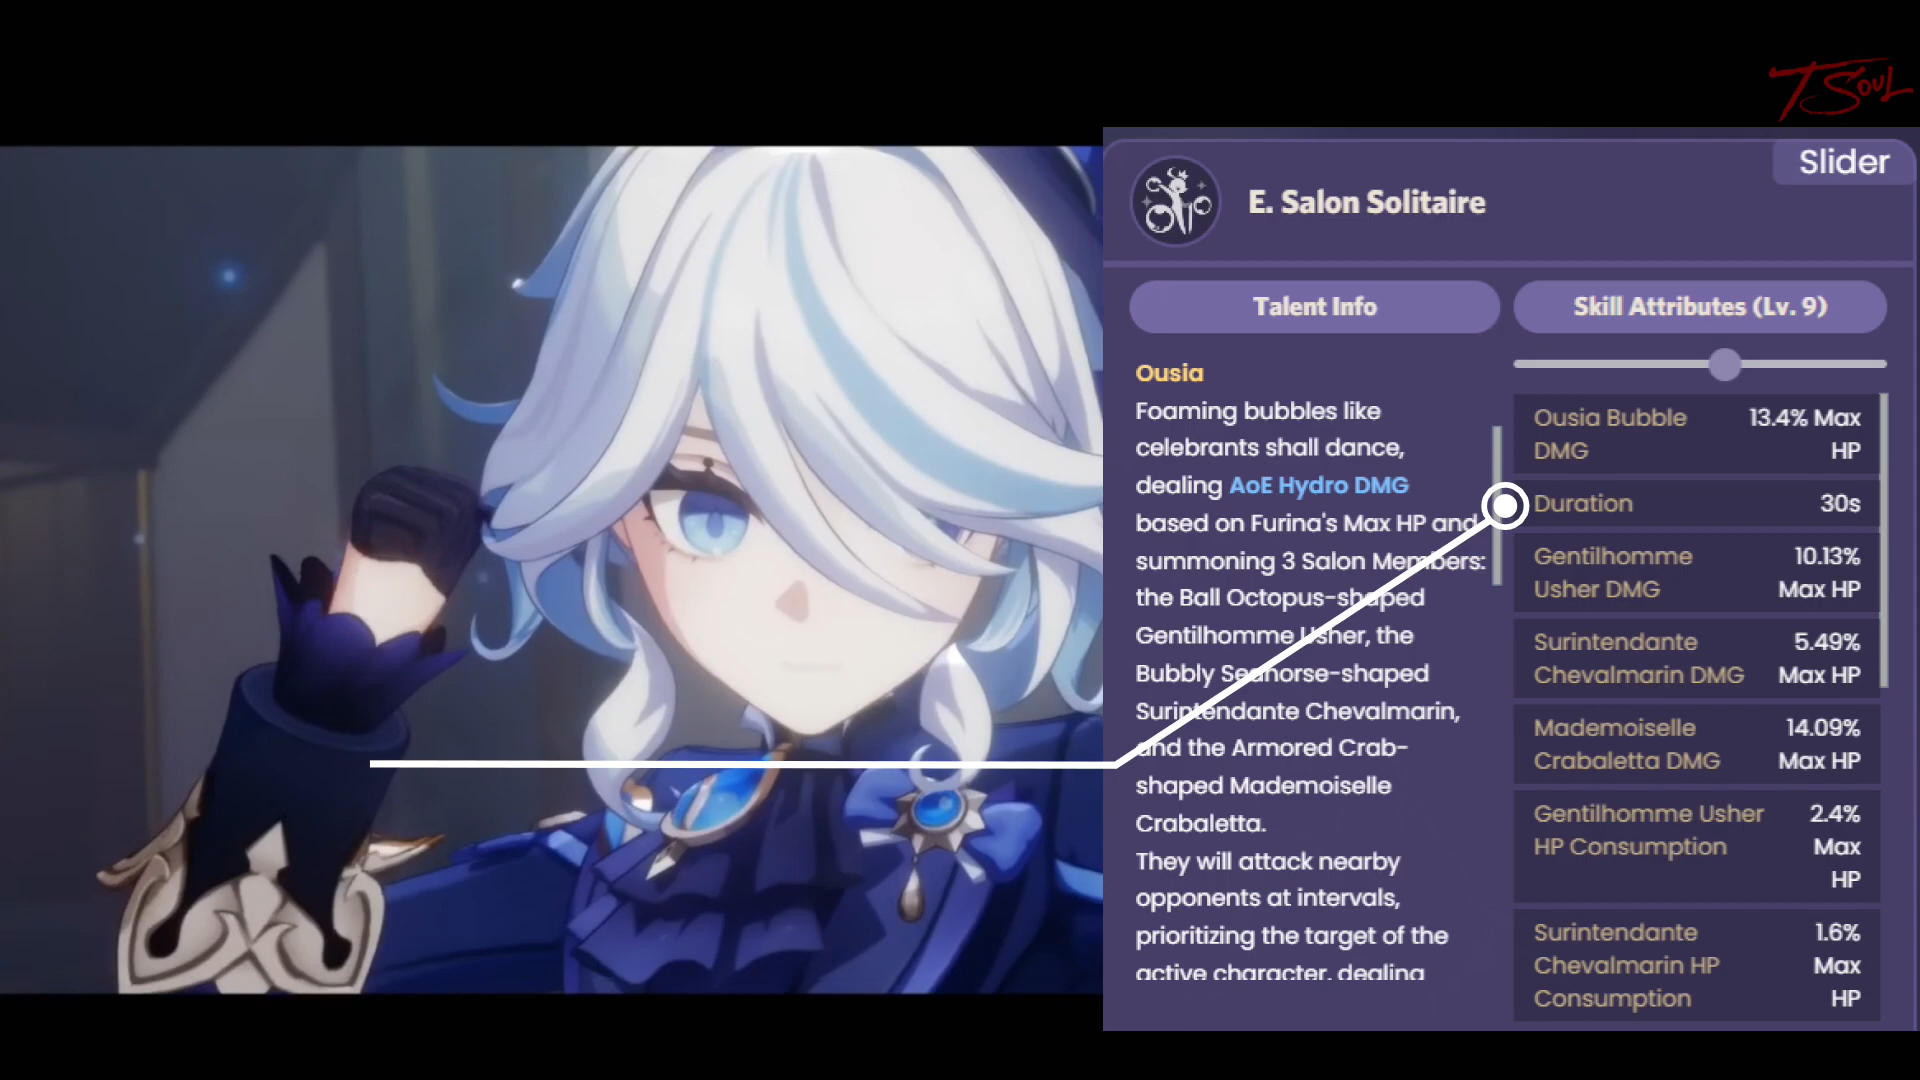 T Soul
Slider
E. Salon Solitaire
Talent Info
Skill Attributes (Lv. 9)
Ousia
Foaming bubbles like
celebrants shall dance,
dealing AoE Hydro DMG
based on Furina's Max HP and
summoning 3 Salon Members:
the Ball Octopus-shaped
Gentilhomme Usher, the
Bubbly Seahorse-shaped
Surintendante Chevalmarin,
and the Armored Crab-
shaped Mademoiselle
Crabaletta.
They will attack nearby
opponents at intervals,
prioritizing the target of the
active character, dealing
Ousia Bubble 13.4% Max
DMG HP
Duration 30s
Gentilhomme 10.13%
Usher DMG Max HP
Surintendante 5.49%
Chevalmarin DMG Max HP
Mademoiselle 14.09%
Crabaletta DMG Max HP
Gentilhomme Usher 2.4%
HP Consumption Max
HP
Surintendante 1.6%
Chevalmarin HP Max
Consumption HP